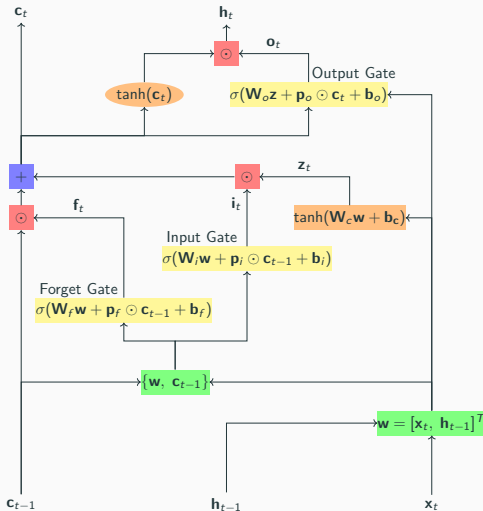 c_t
h_t
⊙
o_t
Output Gate
tanh(c_t)
σ(W_o z + p_o ⊙ c_t + b_o)
+
⊙
z_t
f_t
i_t
⊙
tanh(W_c w + b_c)
Input Gate
σ(W_i w + p_i ⊙ c_{t−1} + b_i)
Forget Gate
σ(W_f w + p_f ⊙ c_{t−1} + b_f)
{w, c_{t−1}}
w = [x_t, h_{t−1}]^T
c_{t−1}
h_{t−1}
x_t